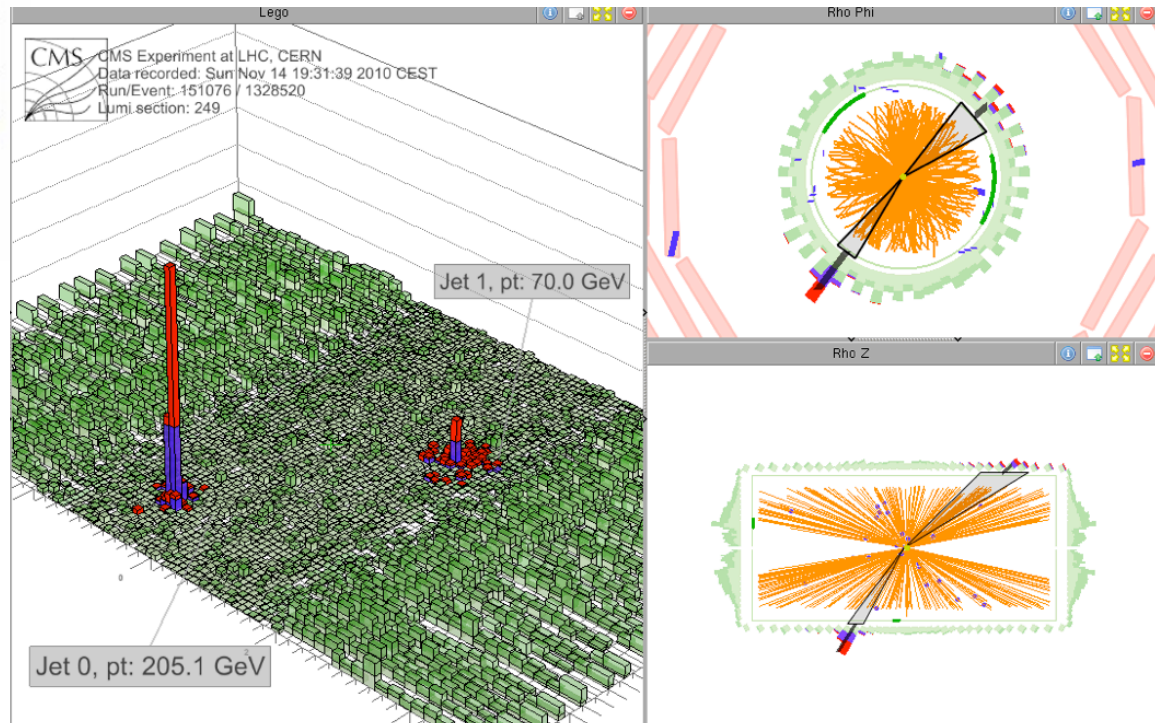 Lego
CMS
CMS Experiment at LHC, CERN
Data recorded: Sun Nov 14 19:31:39 2010 CEST
Run/Event: 151076 / 1328520
Lumi section: 249
Jet 1, pt: 70.0 GeV
0
2
Jet 0, pt: 205.1 GeV
Rho Phi
Rho Z